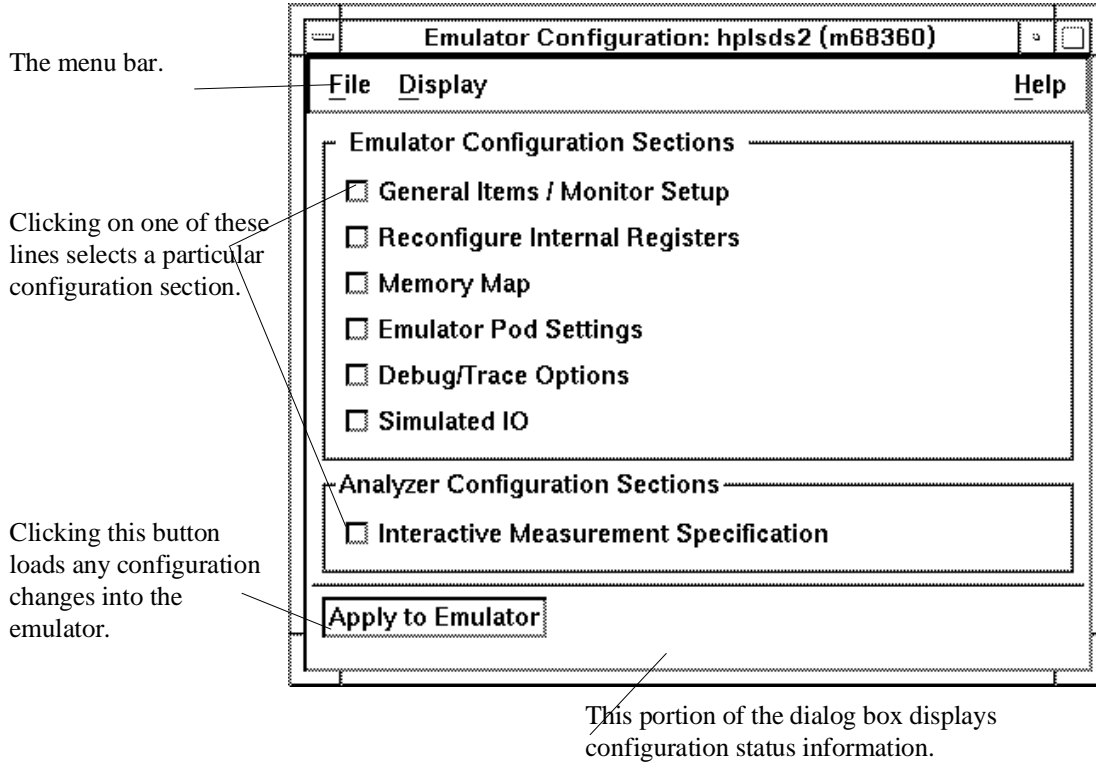 Emulator Configuration: hplsds2 (m68360)
The menu bar.
File Display Help
Emulator Configuration Sections
General Items / Monitor Setup
Clicking on one of these
lines selects a particular
configuration section.
Reconfigure Internal Registers
Memory Map
Emulator Pod Settings
Debug/Trace Options
Simulated IO
Analyzer Configuration Sections
Interactive Measurement Specification
Clicking this button
loads any configuration
changes into the
emulator.
Apply to Emulator
This portion of the dialog box displays
configuration status information.